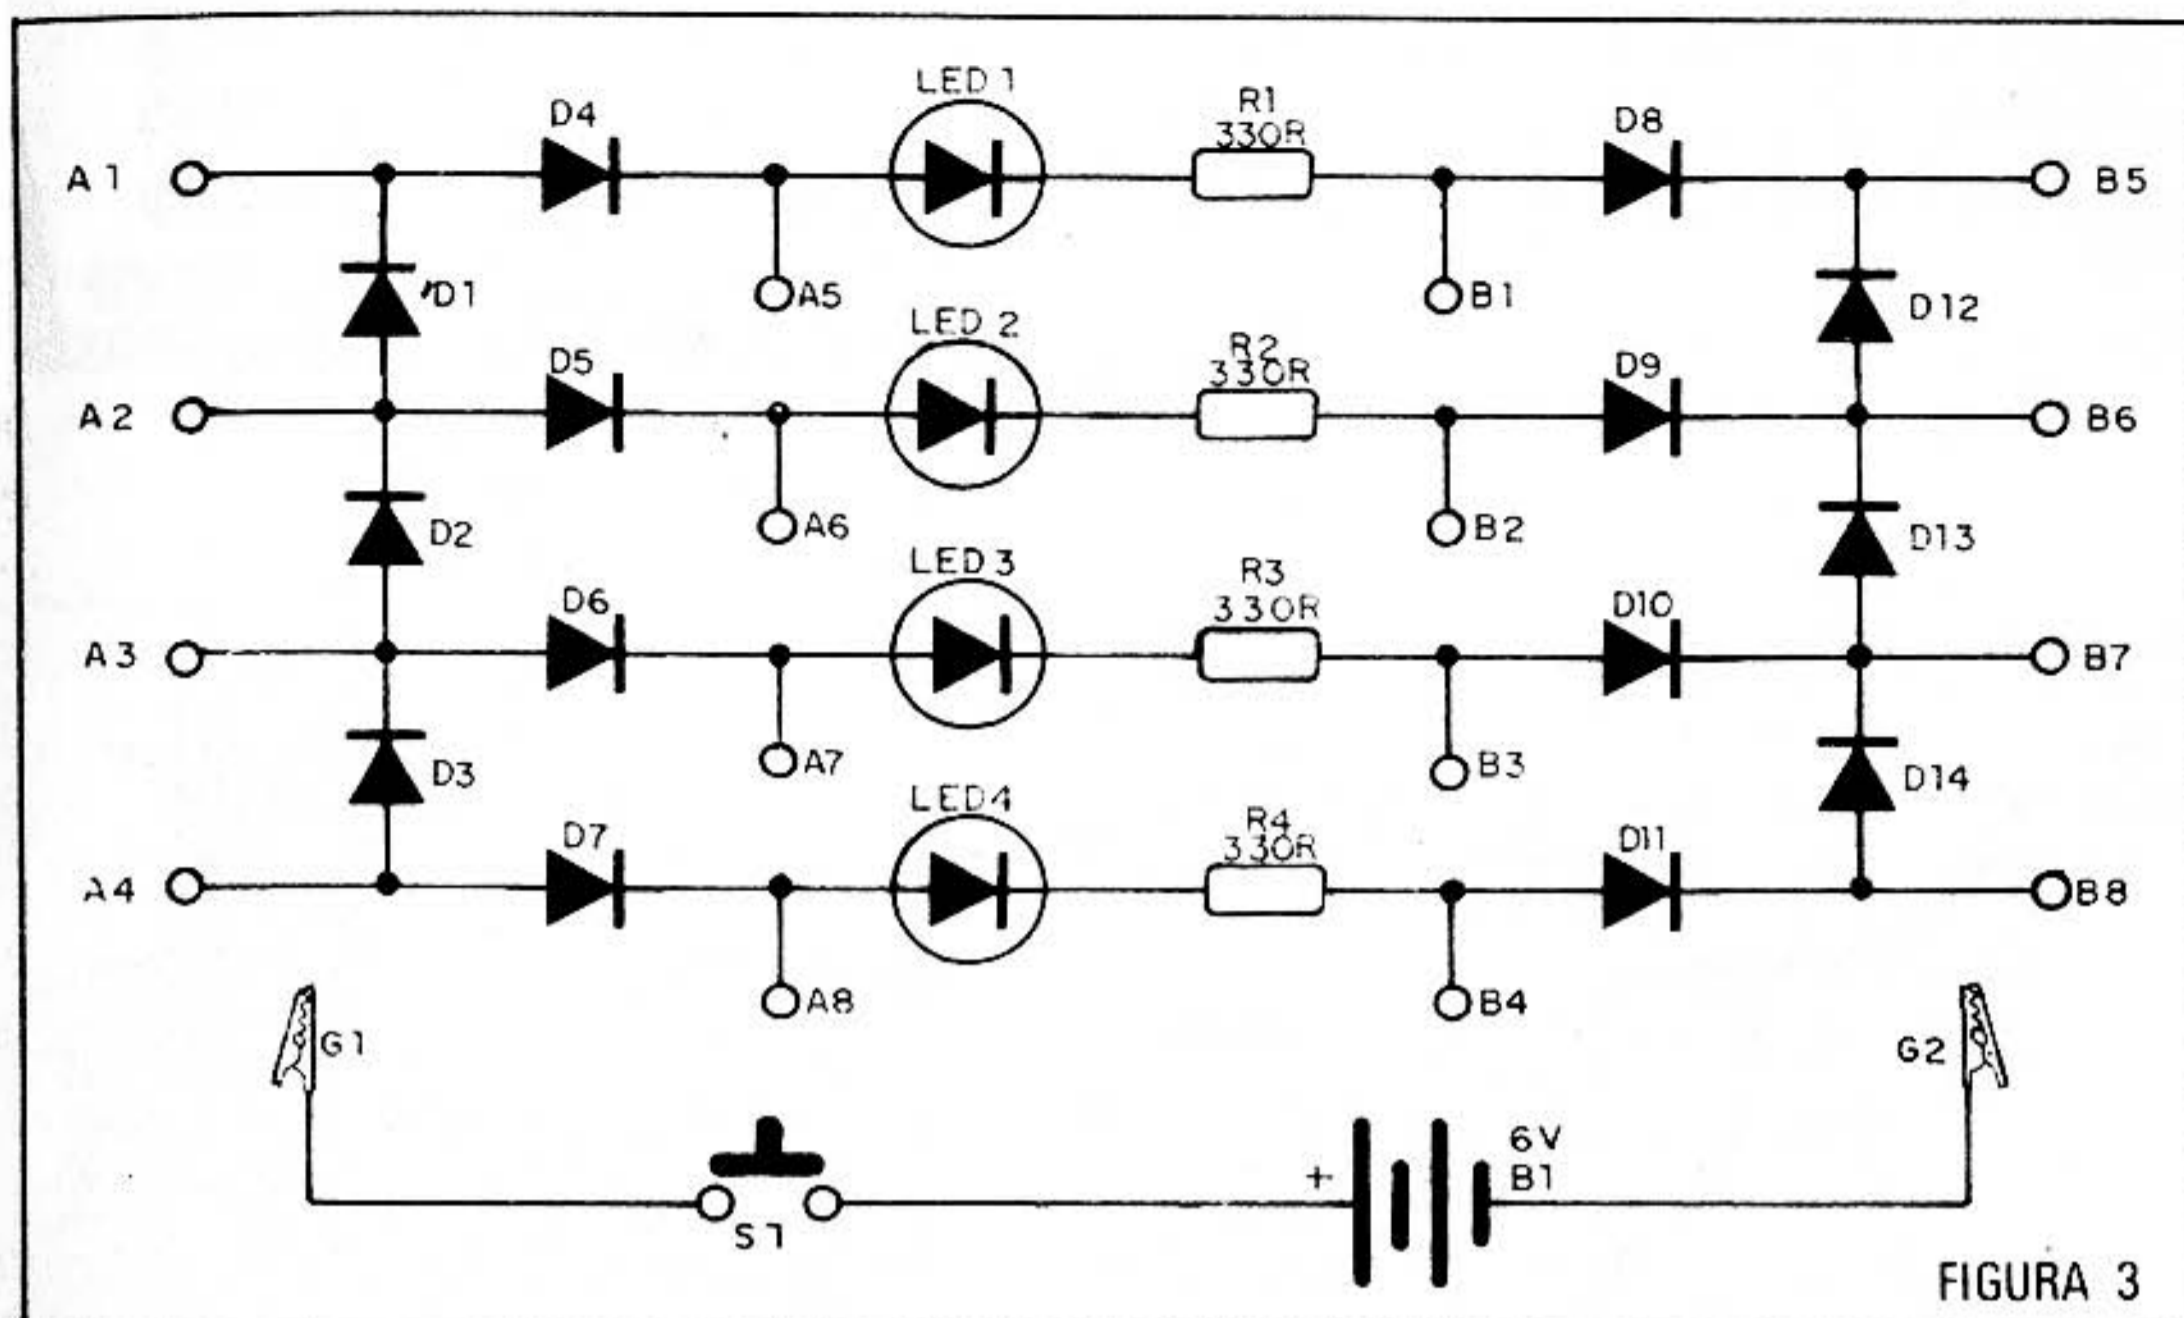 LED 1
D4
R1
330R
D8
A1
B5
D1
A5
B1
D12
LED 2
D5
R2
330R
D9
A2
B6
D2
A6
B2
D13
LED 3
D6
R3
330R
D10
A3
B7
D3
A7
B3
D14
LED4
D7
R4
330R
D11
A4
B8
A8
B4
G1
G2
6V
+
B1
S1
FIGURA 3